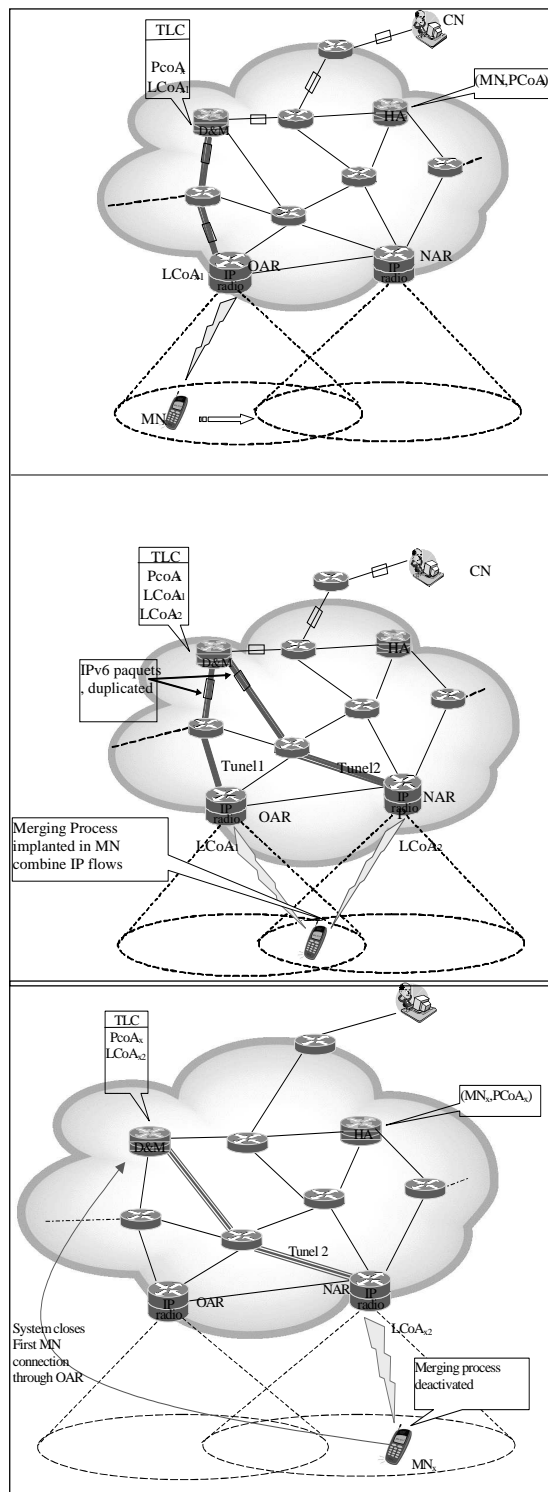 CN
TLC
PcoA
LCoA1
(MN,PCoA)
D&M
HA
OAR
NAR
LCoA1
IP
radio
IP
radio
MN
TLC
PcoA
LCoA1
LCoA2
CN
D&M
HA
IPv6 paquets
, duplicated
Tunel1
Tunel2
IP
radio
OAR
IP
radio
NAR
Merging Process
implanted in MN
combine IP flows
LCoA1
LCoA2
TLC
PcoAx
LCoAx2
(MNx,PCoAx)
D&M
HA
Tunel 2
NAR
IP
radio
OAR
IP
radio
System closes
First MN
connection
through OAR
LCoAx2
Merging process
deactivated
MNx